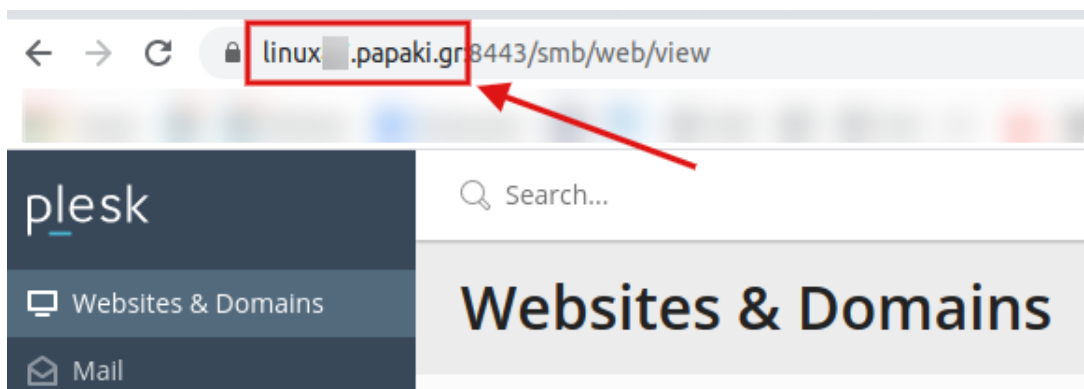 linux .papaki.gr:8443/smb/web/view
plesk
Search...
Websites & Domains
Mail
Websites & Domains